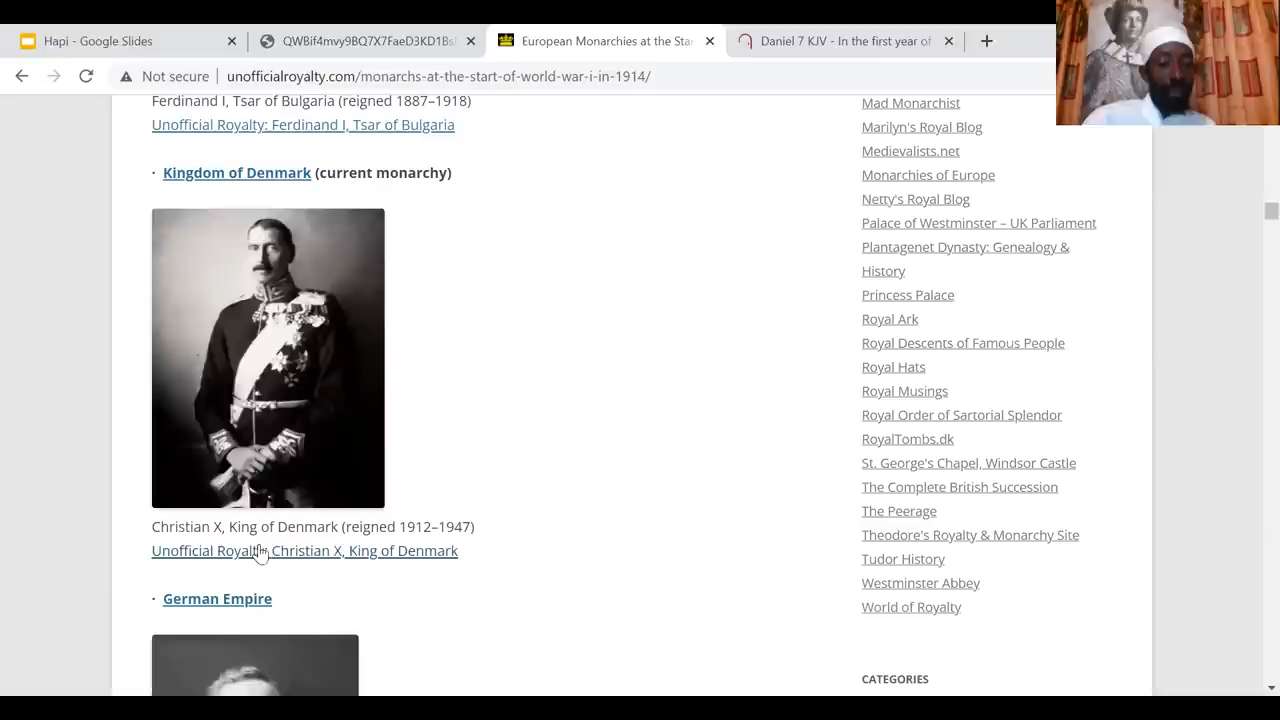 Hapi - Google Slides
QWBif4mvy9BQ7X7FaeD3KD1Bs
European Monarchies at the Sta
Daniel 7 KJV - In the first year of
Not secure
unofficialroyalty.com/monarchs-at-the-start-of-world-war-i-in-1914/
Ferdinand I, Tsar of Bulgaria (reigned 1887–1918)
Unofficial Royalty: Ferdinand I, Tsar of Bulgaria
· Kingdom of Denmark (current monarchy)
Christian X, King of Denmark (reigned 1912–1947)
Unofficial Royalty: Christian X, King of Denmark
· German Empire
Mad Monarchist
Marilyn's Royal Blog
Medievalists.net
Monarchies of Europe
Netty's Royal Blog
Palace of Westminster – UK Parliament
Plantagenet Dynasty: Genealogy &
History
Princess Palace
Royal Ark
Royal Descents of Famous People
Royal Hats
Royal Musings
Royal Order of Sartorial Splendor
RoyalTombs.dk
St. George's Chapel, Windsor Castle
The Complete British Succession
The Peerage
Theodore's Royalty & Monarchy Site
Tudor History
Westminster Abbey
World of Royalty
CATEGORIES